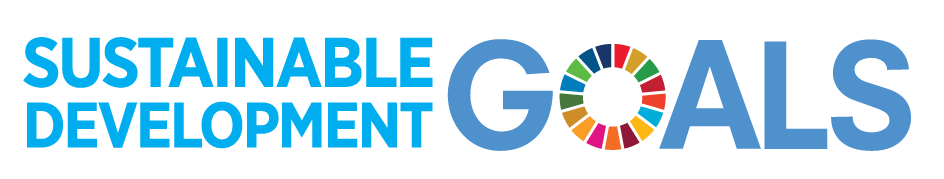 SUSTAINABLE
DEVELOPMENT
GOALS